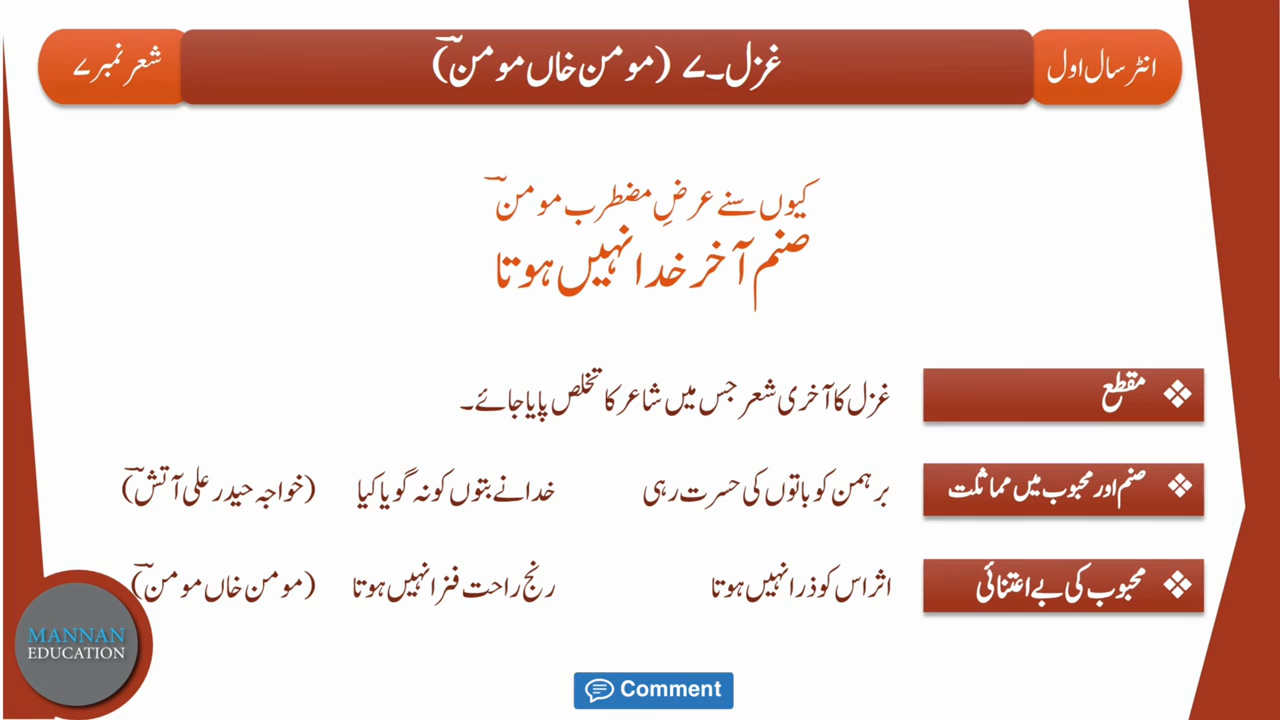 انٹر سال اول
غزل۔۷ (مومن خاں مومنؔ)
شعر نمبر ۷
کیوں سنے عرضِ مضطرب مومنؔ
صنم آخر خدا نہیں ہوتا
❖ مقطع
غزل کا آخری شعر جس میں شاعر کا تخلص پایا جائے۔
❖ صنم اور محبوب میں مماثلت
برہمن کو باتوں کی حسرت رہی خدا نے بتوں کو نہ گویا کیا (خواجہ حیدر علی آتشؔ)
❖ محبوب کی بے اعتنائی
اثر اس کو ذرا نہیں ہوتا رنج راحت فزا نہیں ہوتا (مومن خاں مومنؔ)
MANNAN
EDUCATION
Comment